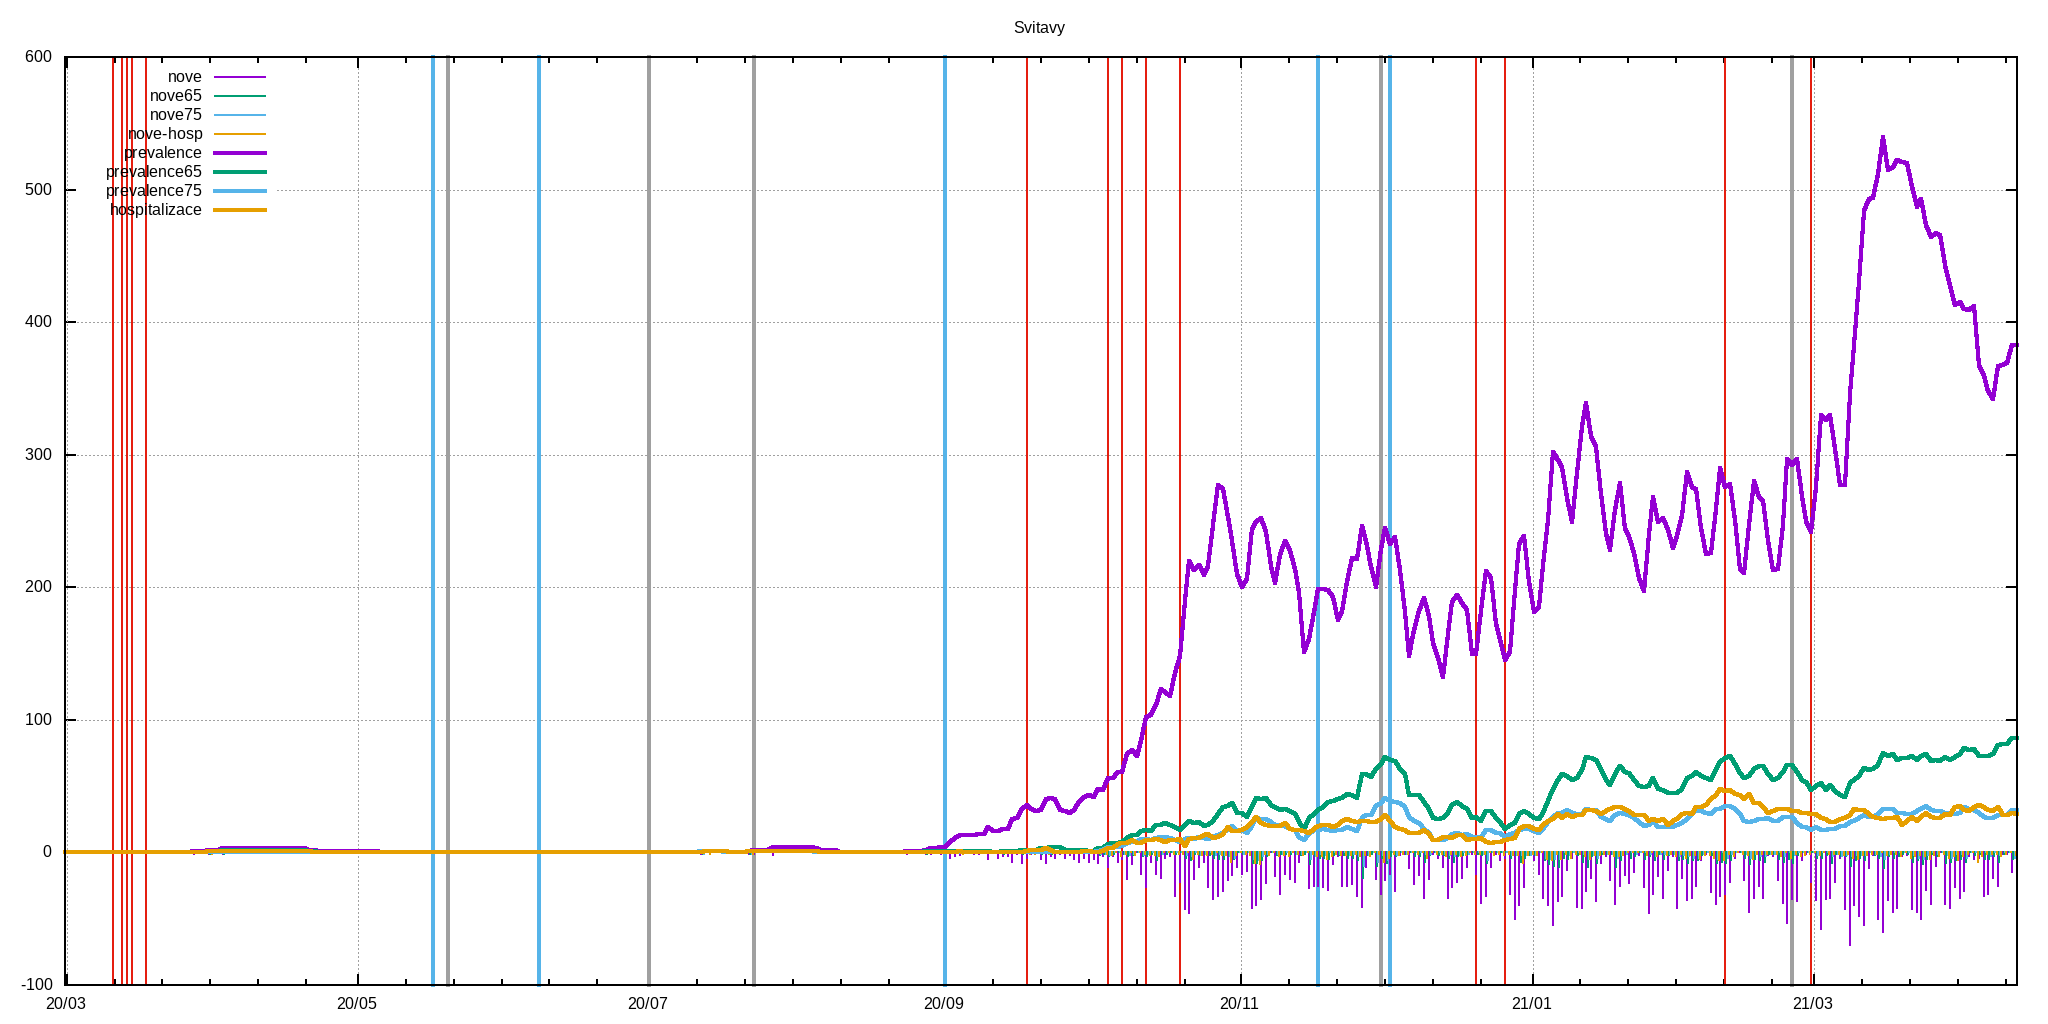 Svitavy
600
500
400
300
200
100
0
-100
nove
nove65
nove75
nove-hosp
prevalence
prevalence65
prevalence75
hospitalizace
20/03 20/05 20/07 20/09 20/11 21/01 21/03